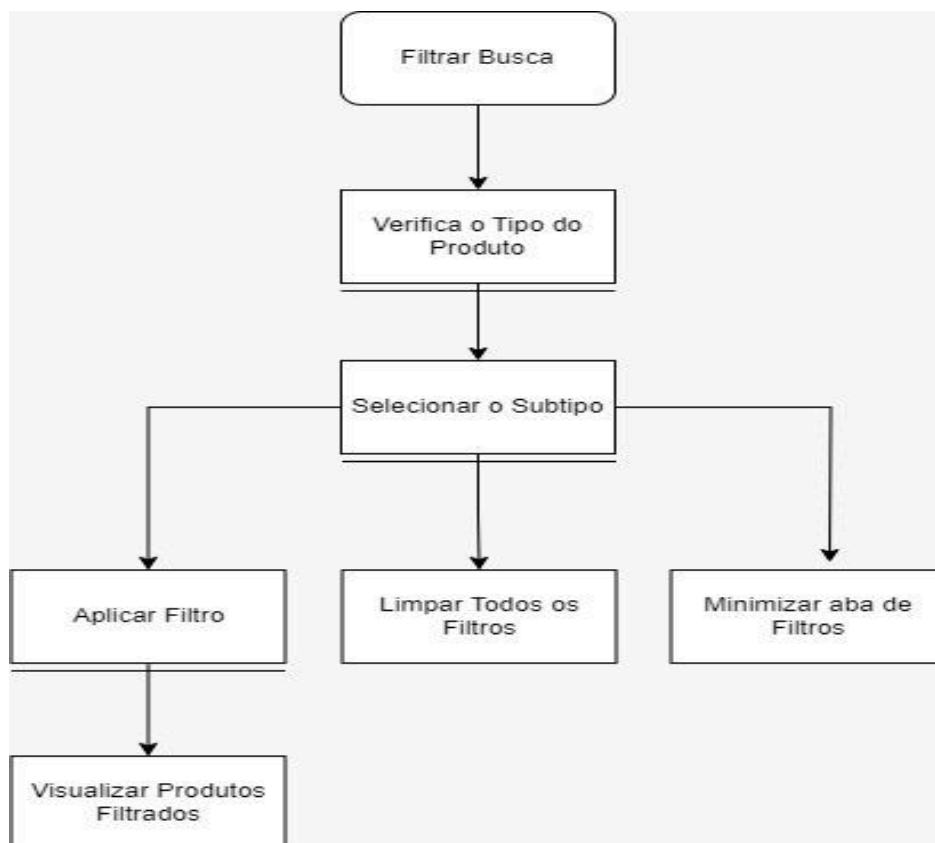 Filtrar Busca
Verifica o Tipo do
Produto
Selecionar o Subtipo
Aplicar Filtro
Limpar Todos os
Filtros
Minimizar aba de
Filtros
Visualizar Produtos
Filtrados